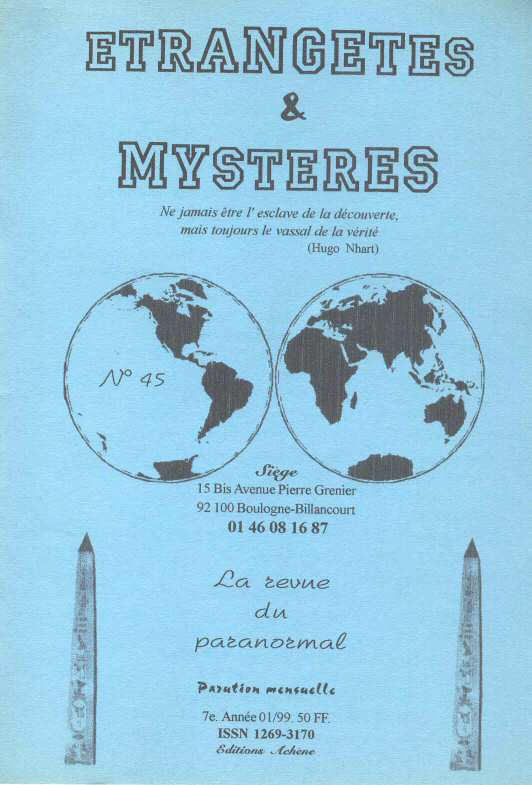 ETRANGETES
&
MYSTERES
Ne jamais être l' esclave de la découverte,
mais toujours le vassal de la vérité
(Hugo Nhart)
N° 45
Siège
15 Bis Avenue Pierre Grenier
92 100 Boulogne-Billancourt
01 46 08 16 87
La revue
du
paranormal
Parution mensuelle
7e. Année 01/99. 50 FF.
ISSN 1269-3170
Editions Achene